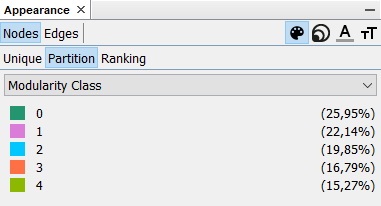 Appearance ×
Nodes Edges A TT
Unique Partition Ranking
Modularity Class
0 (25,95%)
1 (22,14%)
2 (19,85%)
3 (16,79%)
4 (15,27%)